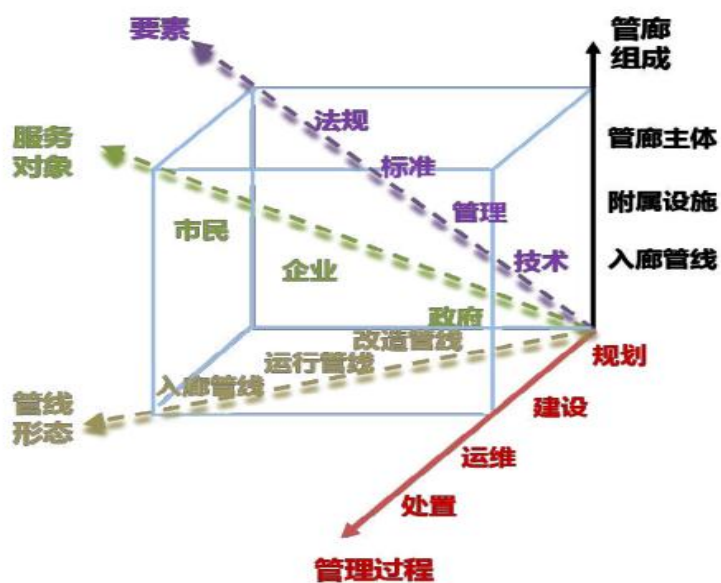 要素
管廊
组成
法规
服务
对象
管廊主体
标准
附属设施
管理
市民
企业
技术
入廊管线
政府
改造管线
运行管线
规划
入廊管线
管线
形态
建设
运维
处置
管理过程